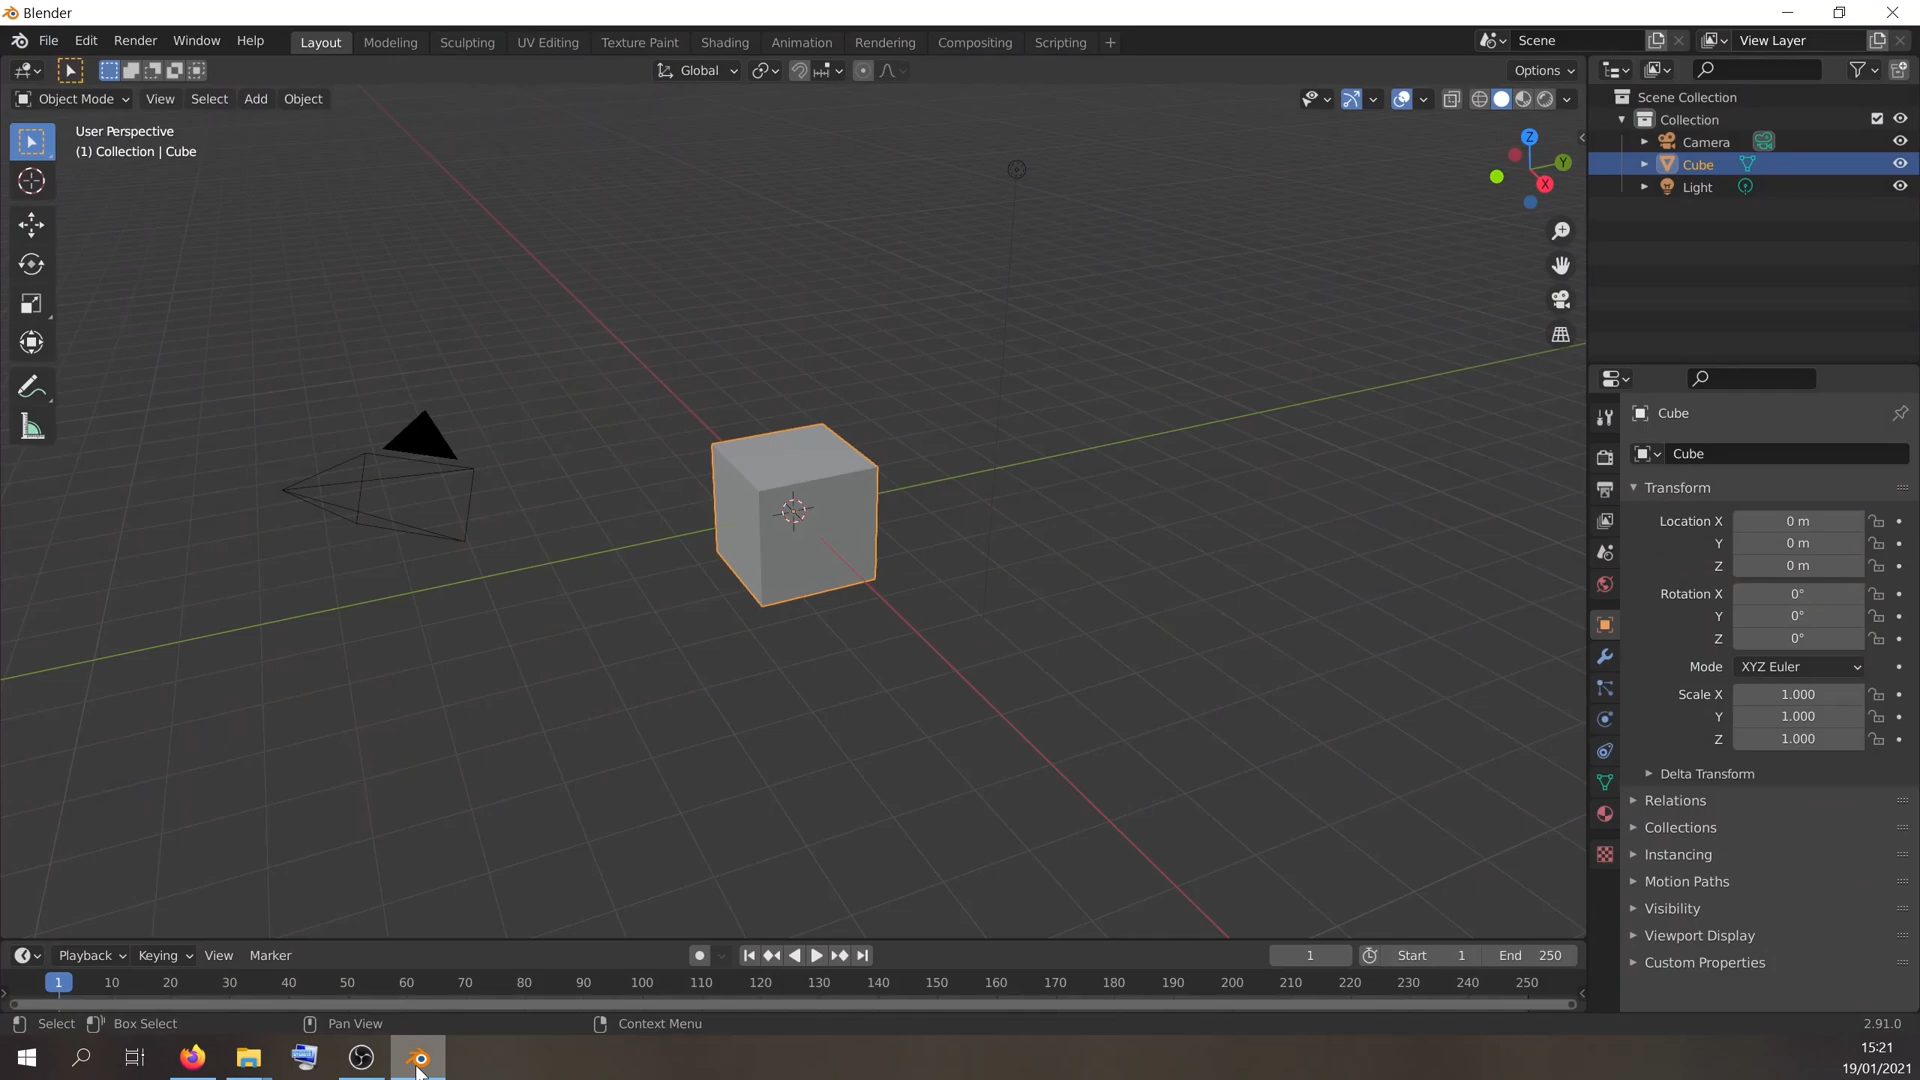 Blender
File Edit Render Window Help Layout Modeling Sculpting UV Editing Texture Paint Shading Animation Rendering Compositing Scripting + Scene View Layer
Global Options
Object Mode View Select Add Object
User Perspective
(1) Collection | Cube
Z
Y
X
Scene Collection
Collection
Camera
Cube
Light
Cube
Cube
Transform
Location X 0 m
Y 0 m
Z 0 m
Rotation X 0°
Y 0°
Z 0°
Mode XYZ Euler
Scale X 1.000
Y 1.000
Z 1.000
Delta Transform
Relations
Collections
Instancing
Motion Paths
Visibility
Viewport Display
Custom Properties
Playback Keying View Marker 1 Start 1 End 250
1 10 20 30 40 50 60 70 80 90 100 110 120 130 140 150 160 170 180 190 200 210 220 230 240 250
Select Box Select Pan View Context Menu 2.91.0
15:21
19/01/2021